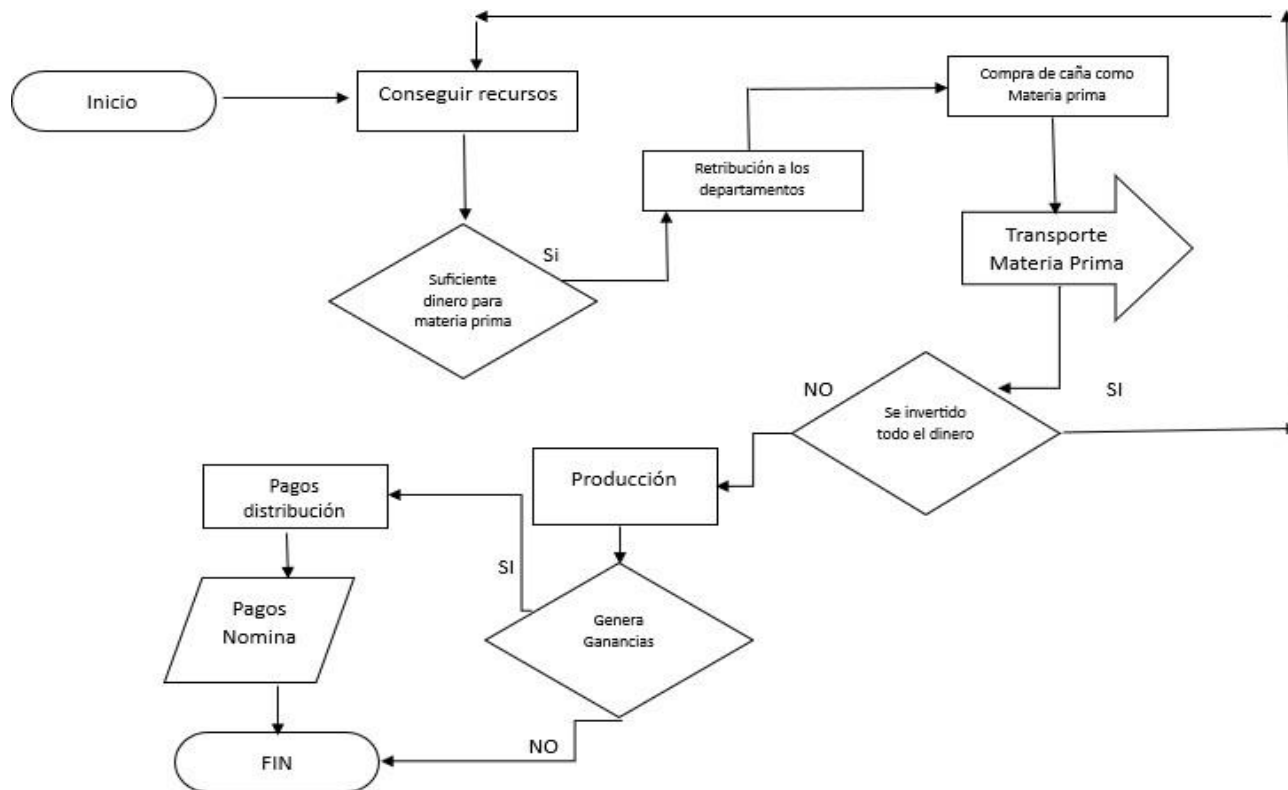 Inicio
Conseguir recursos
Compra de caña como
Materia prima
Retribución a los
departamentos
Transporte
Materia Prima
Si
Suficiente
dinero para
materia prima
NO
SI
Se invertido
todo el dinero
Producción
Pagos
distribución
SI
Pagos
Nomina
Genera
Ganancias
NO
FIN